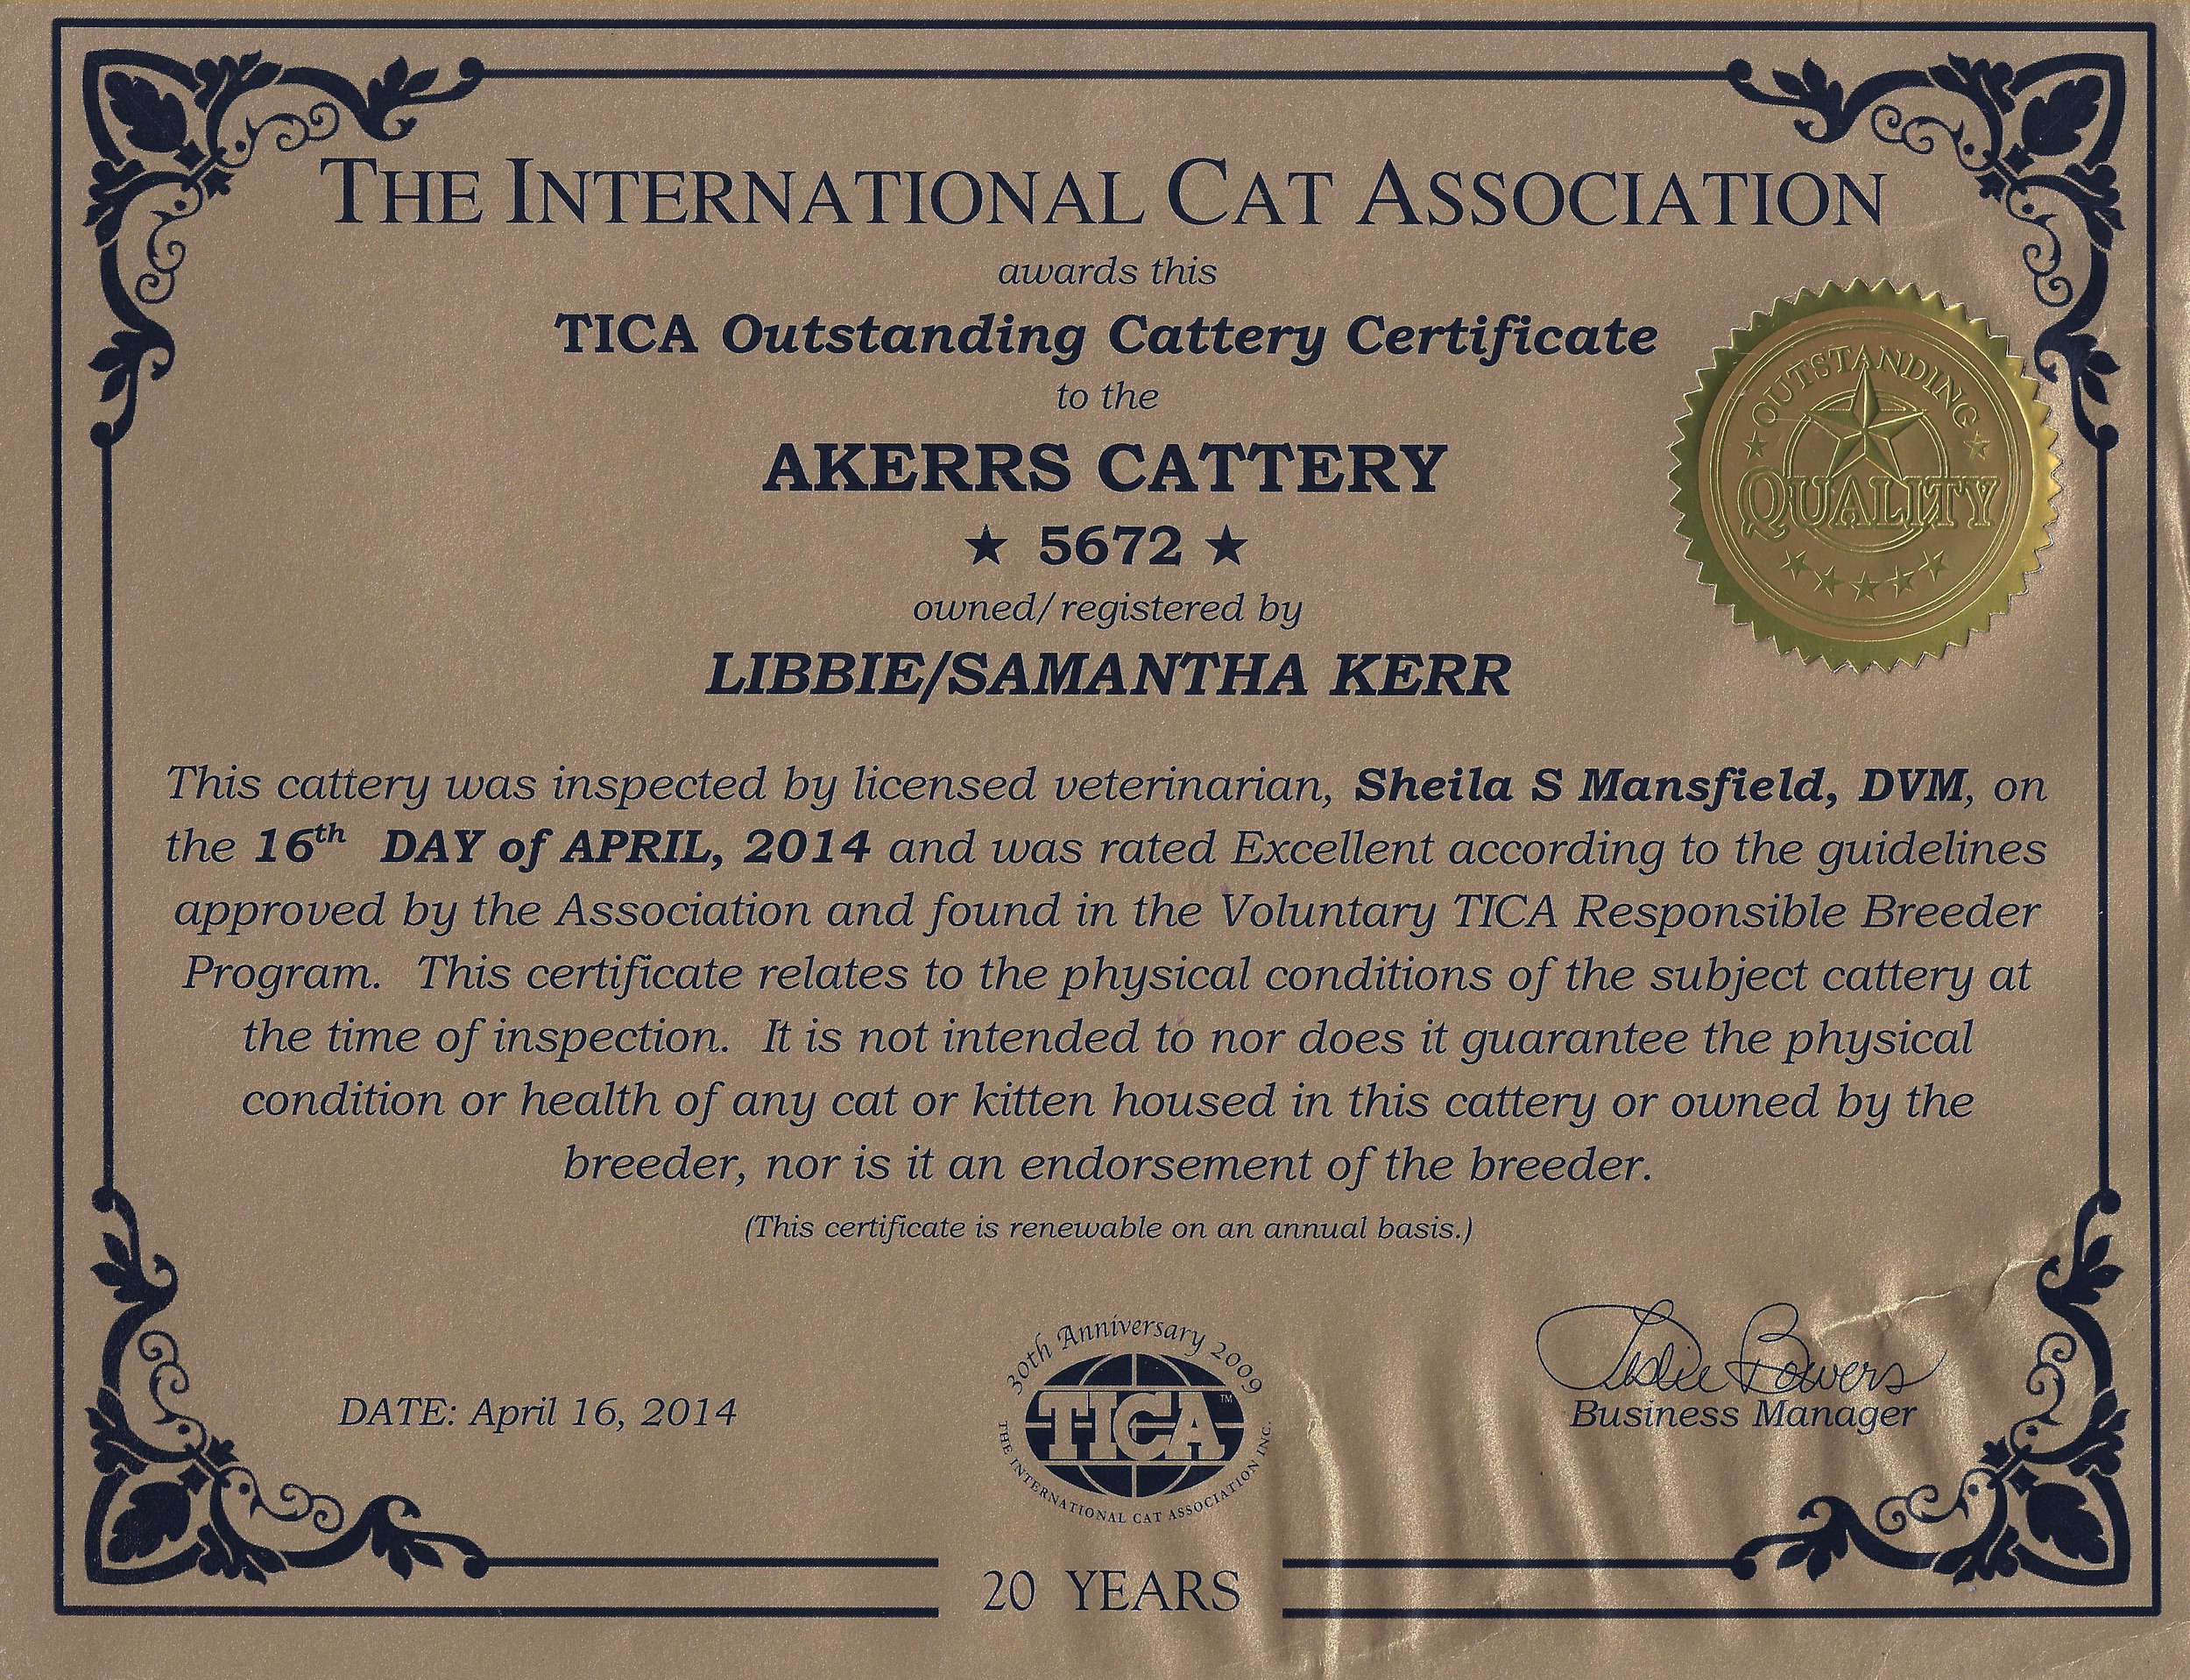 THE INTERNATIONAL CAT ASSOCIATION
awards this
TICA Outstanding Cattery Certificate
to the
AKERRS CATTERY
★ 5672 ★
owned/registered by
LIBBIE/SAMANTHA KERR
OUTSTANDING
QUALITY
This cattery was inspected by licensed veterinarian, Sheila S Mansfield, DVM, on
the 16th DAY of APRIL, 2014 and was rated Excellent according to the guidelines
approved by the Association and found in the Voluntary TICA Responsible Breeder
Program. This certificate relates to the physical conditions of the subject cattery at
the time of inspection. It is not intended to nor does it guarantee the physical
condition or health of any cat or kitten housed in this cattery or owned by the
breeder, nor is it an endorsement of the breeder.
(This certificate is renewable on an annual basis.)
DATE: April 16, 2014
30th Anniversary 2009
TICA™
THE INTERNATIONAL CAT ASSOCIATION INC.
Leslie Bowers
Business Manager
20 YEARS